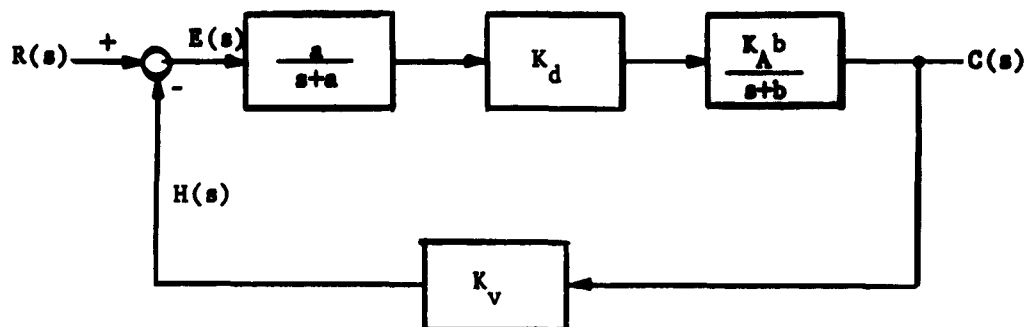 R(s)
+
-
E(s)
a
s+a
K_d
K_A b
s+b
C(s)
H(s)
K_v